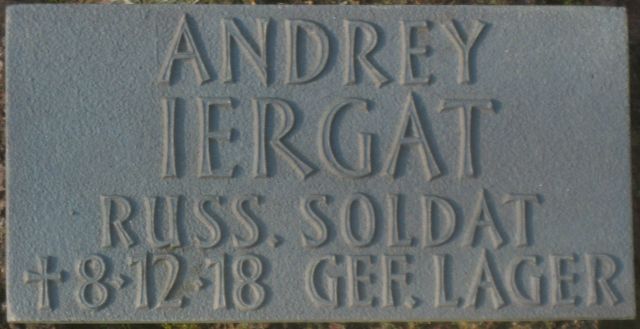 ANDREY
IERGAT
RUSS. SOLDAT
✝8·12·18 GEF. LAGER